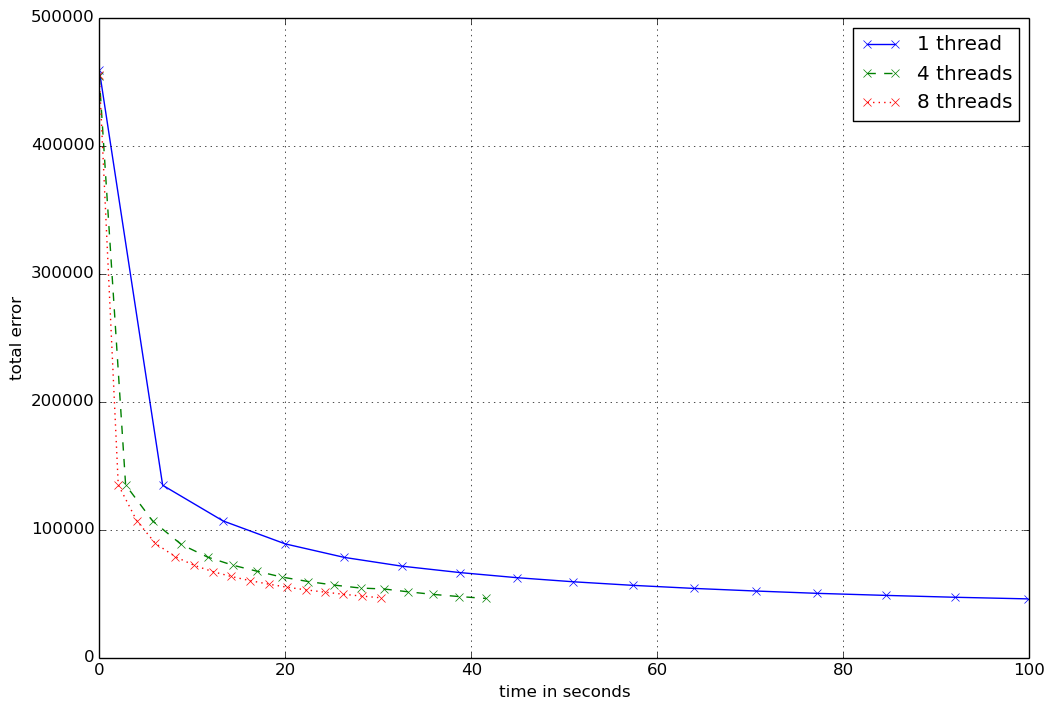 500000
400000
300000
200000
100000
0
total error
0 20 40 60 80 100
time in seconds
1 thread
4 threads
8 threads